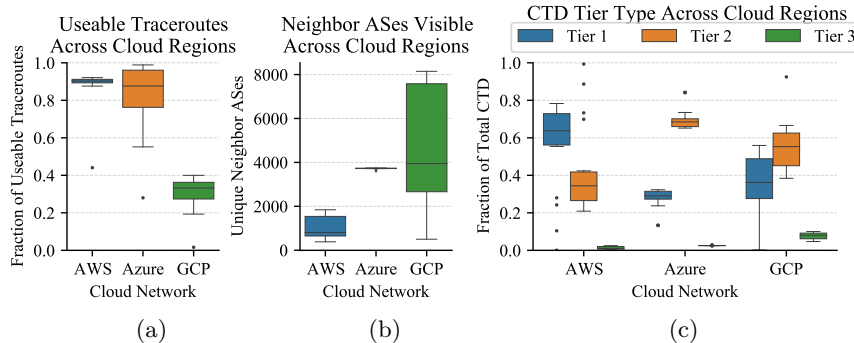 Useable Traceroutes
Across Cloud Regions
Fraction of Useable Traceroutes
1.0
0.8
0.6
0.4
0.2
0.0
AWS Azure GCP
Cloud Network
(a)
Neighbor ASes Visible
Across Cloud Regions
Unique Neighbor ASes
8000
6000
4000
2000
0
AWS Azure GCP
Cloud Network
(b)
CTD Tier Type Across Cloud Regions
Tier 1 Tier 2 Tier 3
Fraction of Total CTD
1.0
0.8
0.6
0.4
0.2
0.0
AWS Azure GCP
Cloud Network
(c)